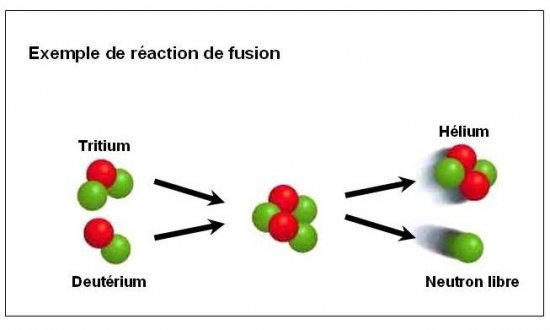 Exemple de réaction de fusion
Tritium
Hélium
Deutérium
Neutron libre